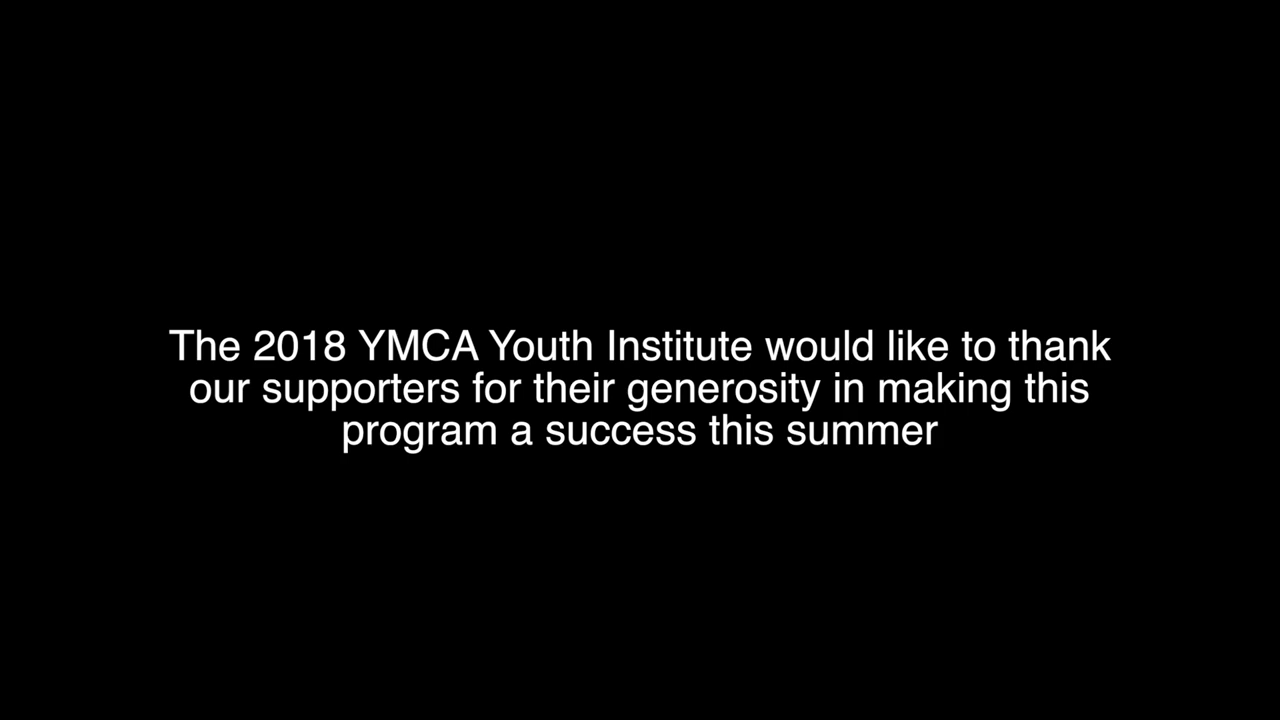 The 2018 YMCA Youth Institute would like to thank
our supporters for their generosity in making this
program a success this summer